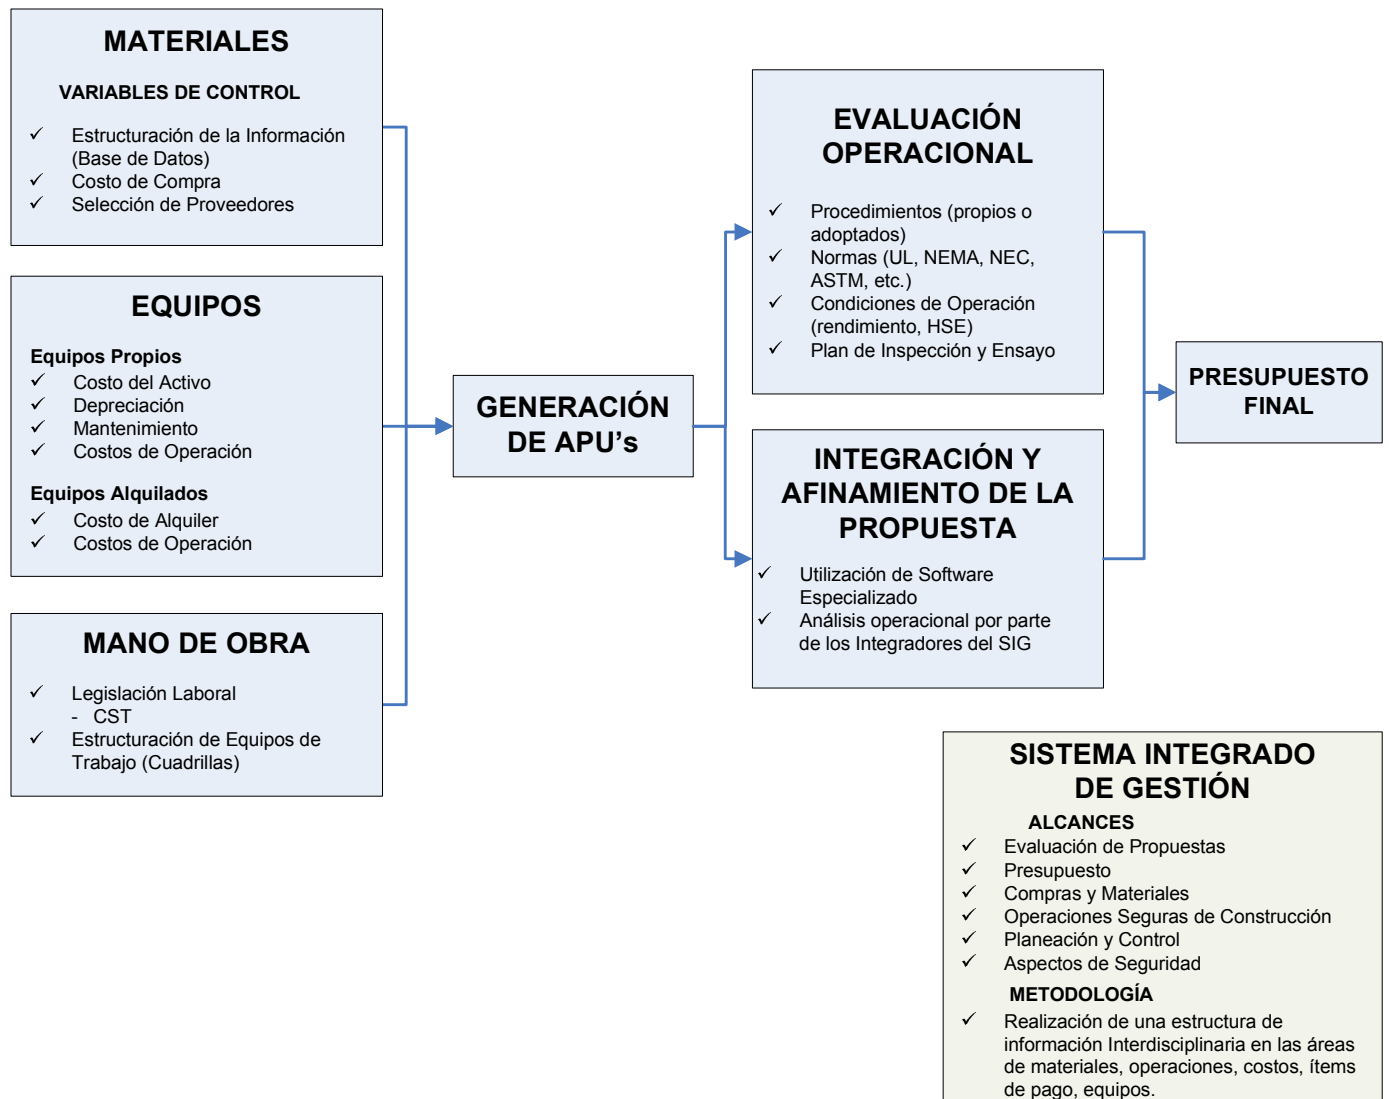 MATERIALES
VARIABLES DE CONTROL
✓ Estructuración de la Información
(Base de Datos)
✓ Costo de Compra
✓ Selección de Proveedores
EQUIPOS
Equipos Propios
✓ Costo del Activo
✓ Depreciación
✓ Mantenimiento
✓ Costos de Operación
Equipos Alquilados
✓ Costo de Alquiler
✓ Costos de Operación
MANO DE OBRA
✓ Legislación Laboral
- CST
✓ Estructuración de Equipos de
Trabajo (Cuadrillas)
GENERACIÓN
DE APU's
EVALUACIÓN
OPERACIONAL
✓ Procedimientos (propios o
adoptados)
✓ Normas (UL, NEMA, NEC,
ASTM, etc.)
✓ Condiciones de Operación
(rendimiento, HSE)
✓ Plan de Inspección y Ensayo
INTEGRACIÓN Y
AFINAMIENTO DE LA
PROPUESTA
✓ Utilización de Software
Especializado
✓ Análisis operacional por parte
de los Integradores del SIG
PRESUPUESTO
FINAL
SISTEMA INTEGRADO
DE GESTIÓN
ALCANCES
✓ Evaluación de Propuestas
✓ Presupuesto
✓ Compras y Materiales
✓ Operaciones Seguras de Construcción
✓ Planeación y Control
✓ Aspectos de Seguridad
METODOLOGÍA
✓ Realización de una estructura de
información Interdisciplinaria en las áreas
de materiales, operaciones, costos, ítems
de pago, equipos.